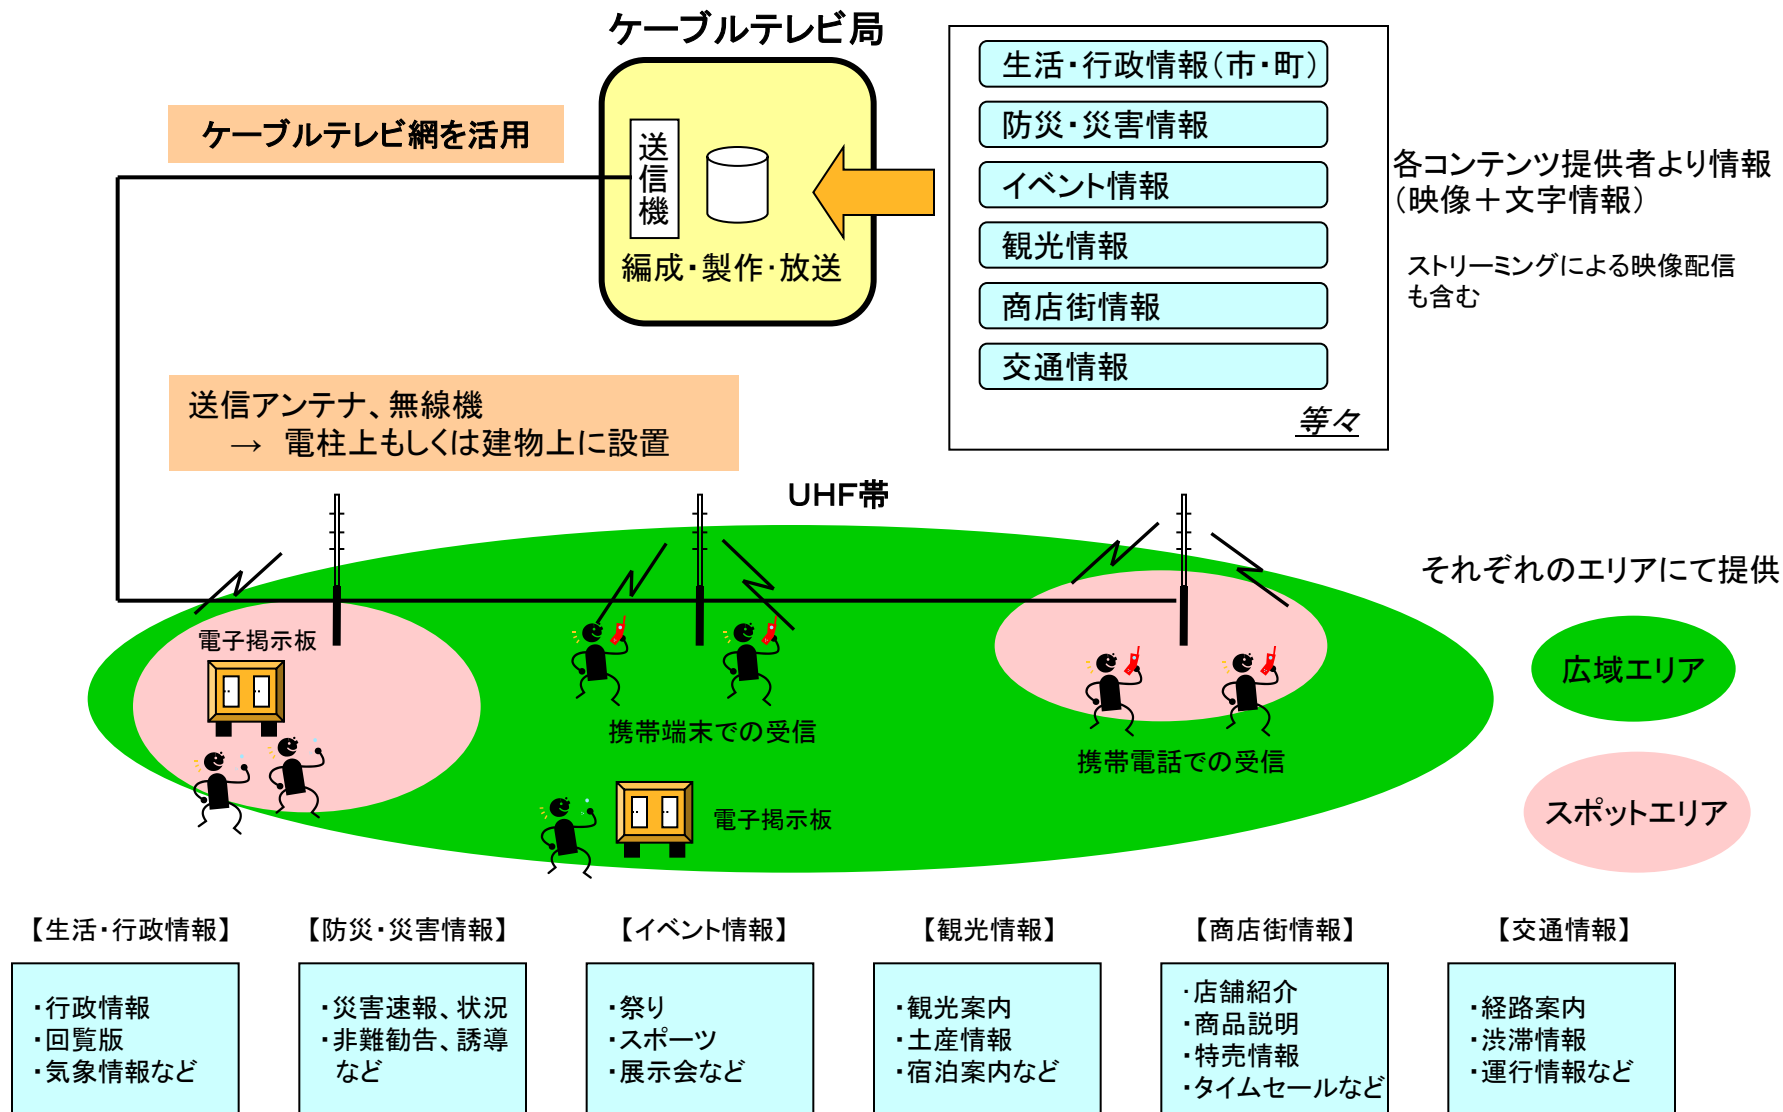 ケーブルテレビ局
生活・行政情報（市・町）
防災・災害情報
イベント情報
観光情報
商店街情報
交通情報
等々
ケーブルテレビ網を活用
送信機
編成・製作・放送
各コンテンツ提供者より情報
（映像＋文字情報）
ストリーミングによる映像配信
も含む
送信アンテナ、無線機
→ 電柱上もしくは建物上に設置
ＵＨＦ帯
それぞれのエリアにて提供
広域エリア
スポットエリア
電子掲示板
携帯端末での受信
携帯電話での受信
電子掲示板
【生活・行政情報】
・行政情報
・回覧版
・気象情報など
【防災・災害情報】
・災害速報、状況
・非難勧告、誘導
など
【イベント情報】
・祭り
・スポーツ
・展示会など
【観光情報】
・観光案内
・土産情報
・宿泊案内など
【商店街情報】
・店舗紹介
・商品説明
・特売情報
・タイムセールなど
【交通情報】
・経路案内
・渋滞情報
・運行情報など